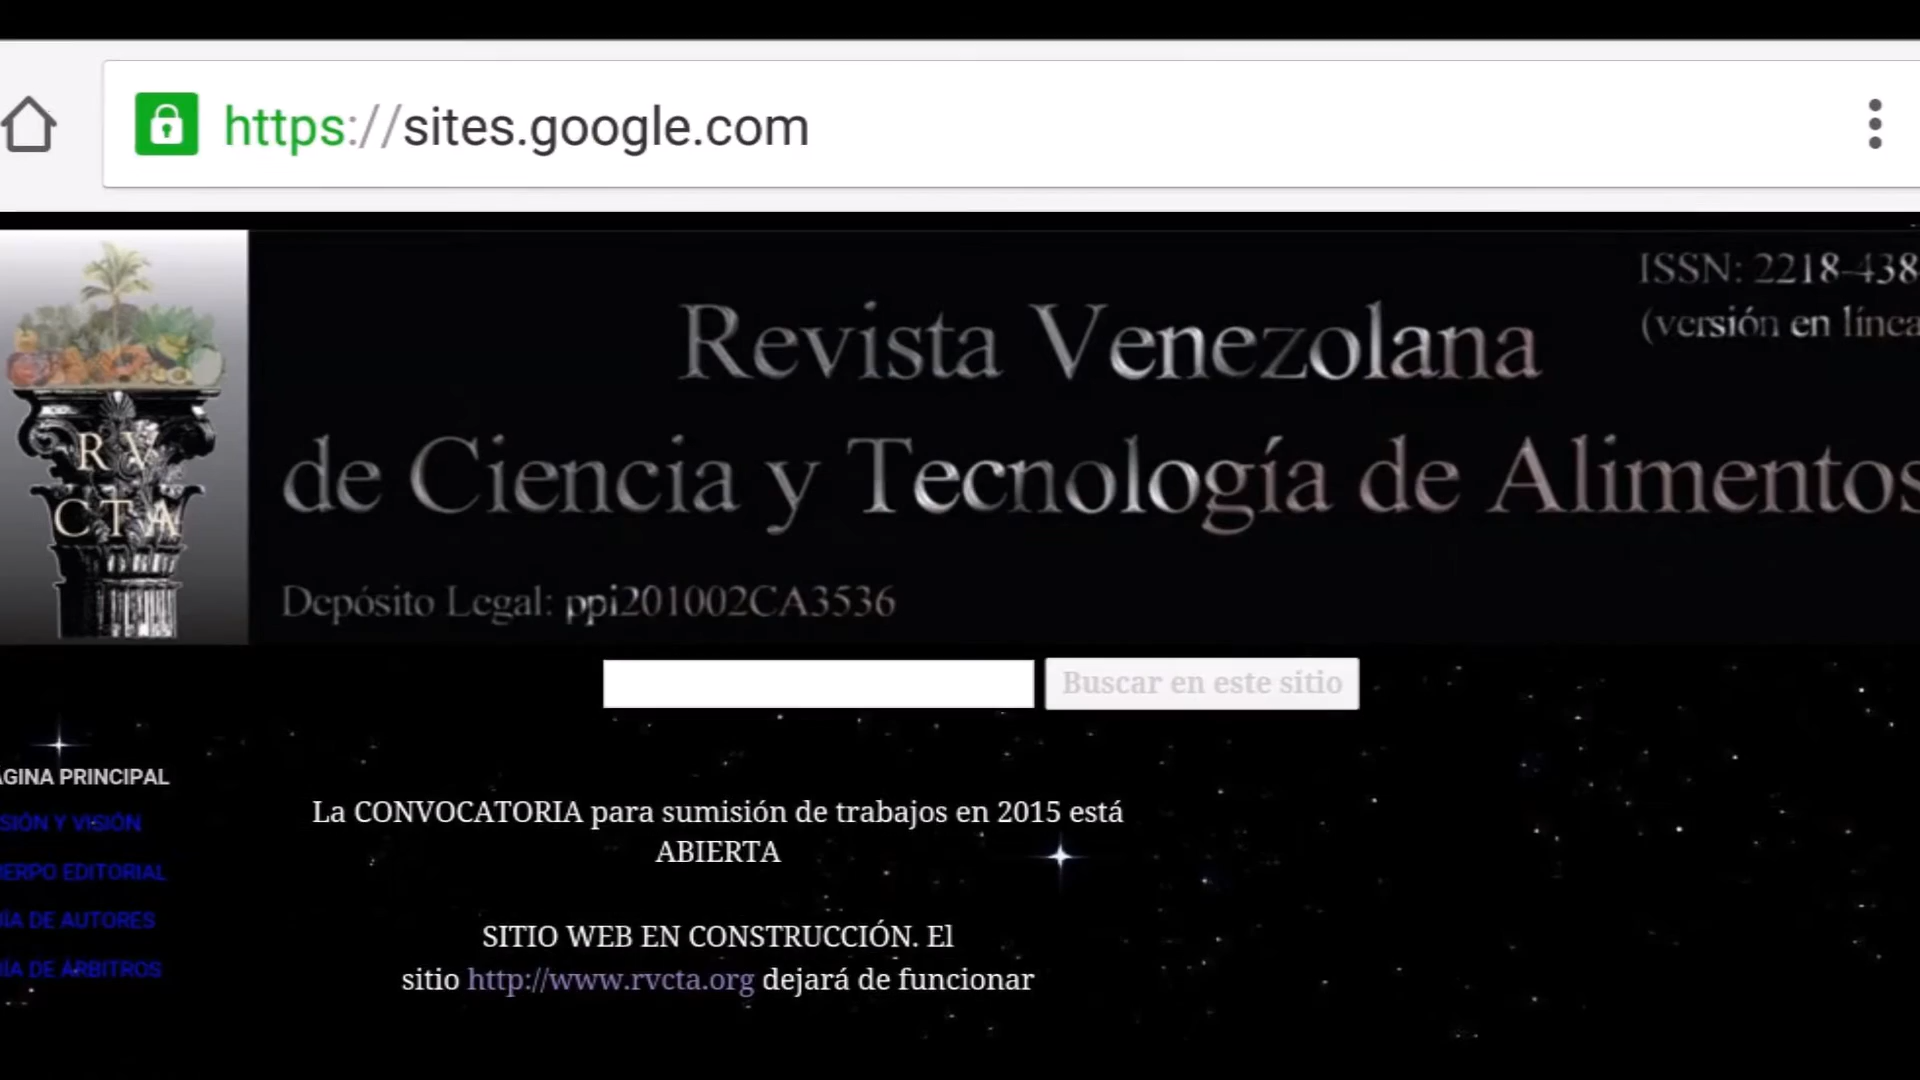 https://sites.google.com
ISSN: 2218-438
(versión en línea
Revista Venezolana
de Ciencia y Tecnología de Alimentos
R V
C T A
Depósito Legal: ppi201002CA3536
Buscar en este sitio
ÁGINA PRINCIPAL
SIÓN Y VISIÓN
ERPO EDITORIAL
ÍA DE AUTORES
ÍA DE ÁRBITROS
La CONVOCATORIA para sumisión de trabajos en 2015 está
ABIERTA
SITIO WEB EN CONSTRUCCIÓN. El
sitio http://www.rvcta.org dejará de funcionar